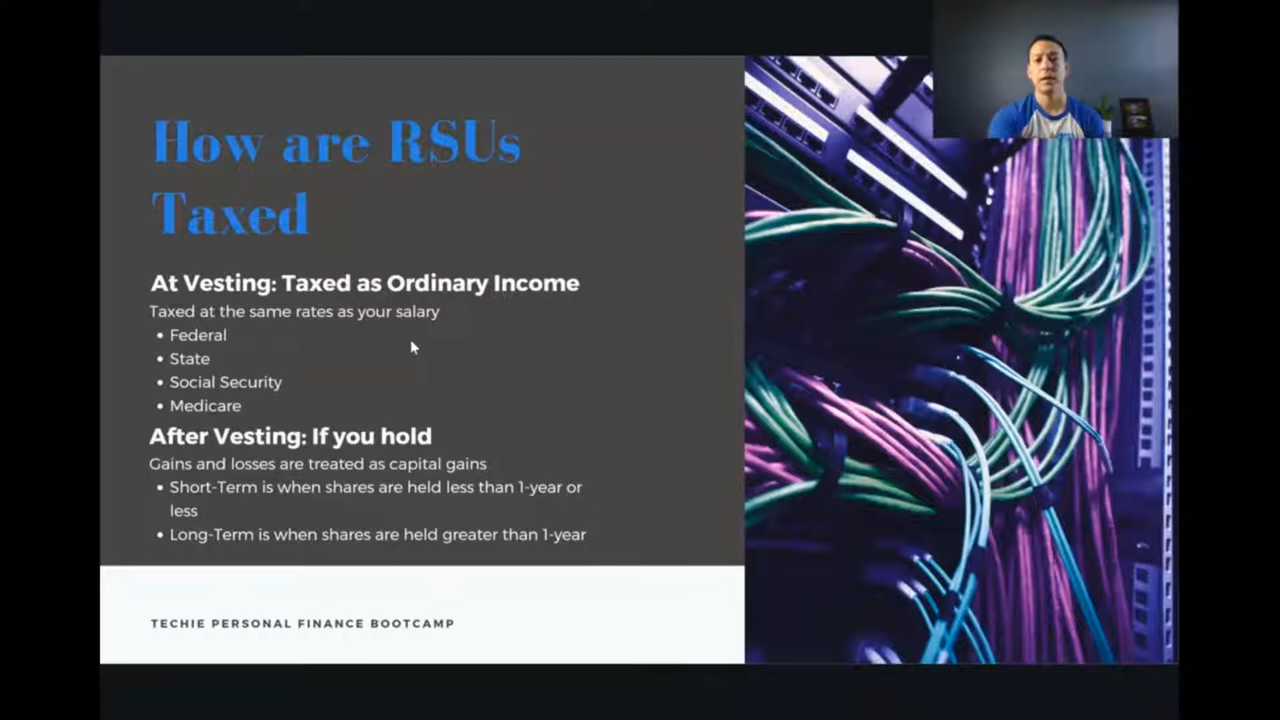 How are RSUs
Taxed
At Vesting: Taxed as Ordinary Income
Taxed at the same rates as your salary
• Federal
• State
• Social Security
• Medicare
After Vesting: If you hold
Gains and losses are treated as capital gains
• Short-Term is when shares are held less than 1-year or
less
• Long-Term is when shares are held greater than 1-year
TECHIE PERSONAL FINANCE BOOTCAMP